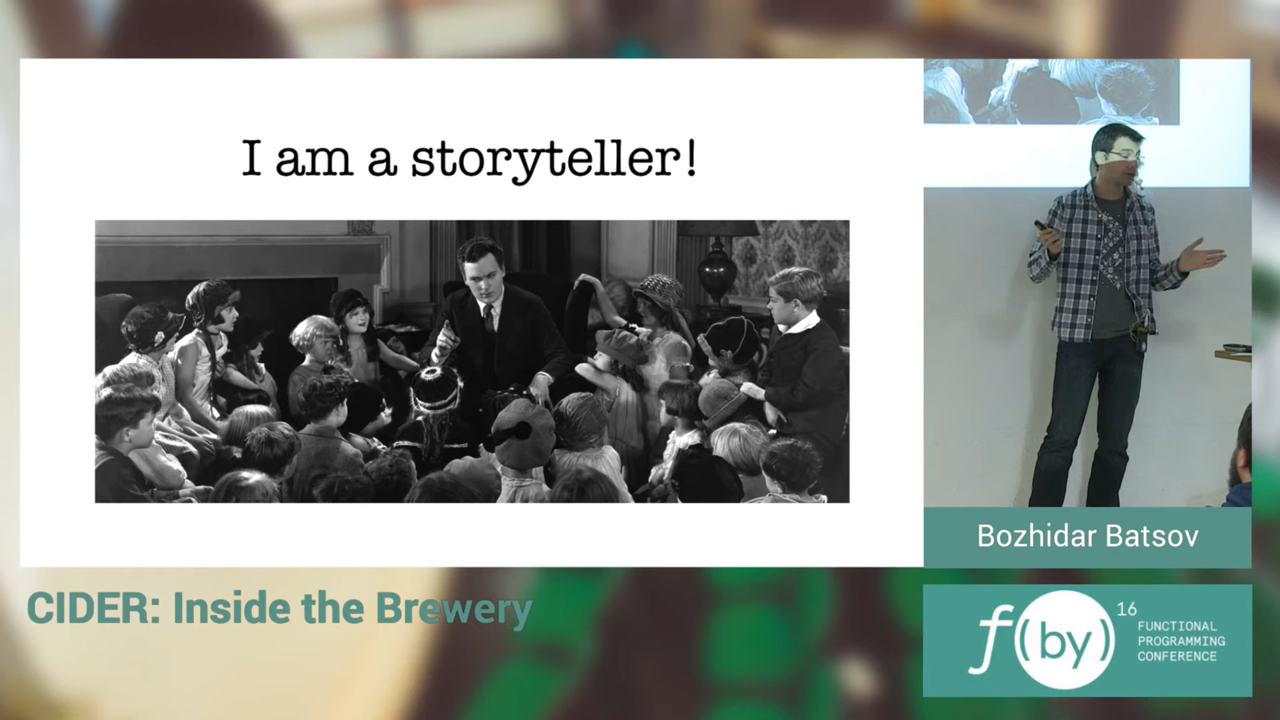 I am a storyteller!
Bozhidar Batsov
CIDER: Inside the Brewery
f(by)
16
FUNCTIONAL
PROGRAMMING
CONFERENCE